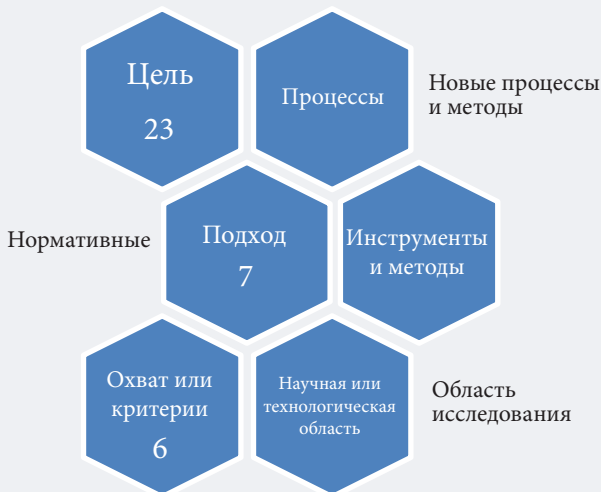 Цель
23
Процессы
Новые процессы
и методы
Нормативные
Подход
7
Инструменты
и методы
Охват или
критерии
6
Научная или
технологическая
область
Область
исследования